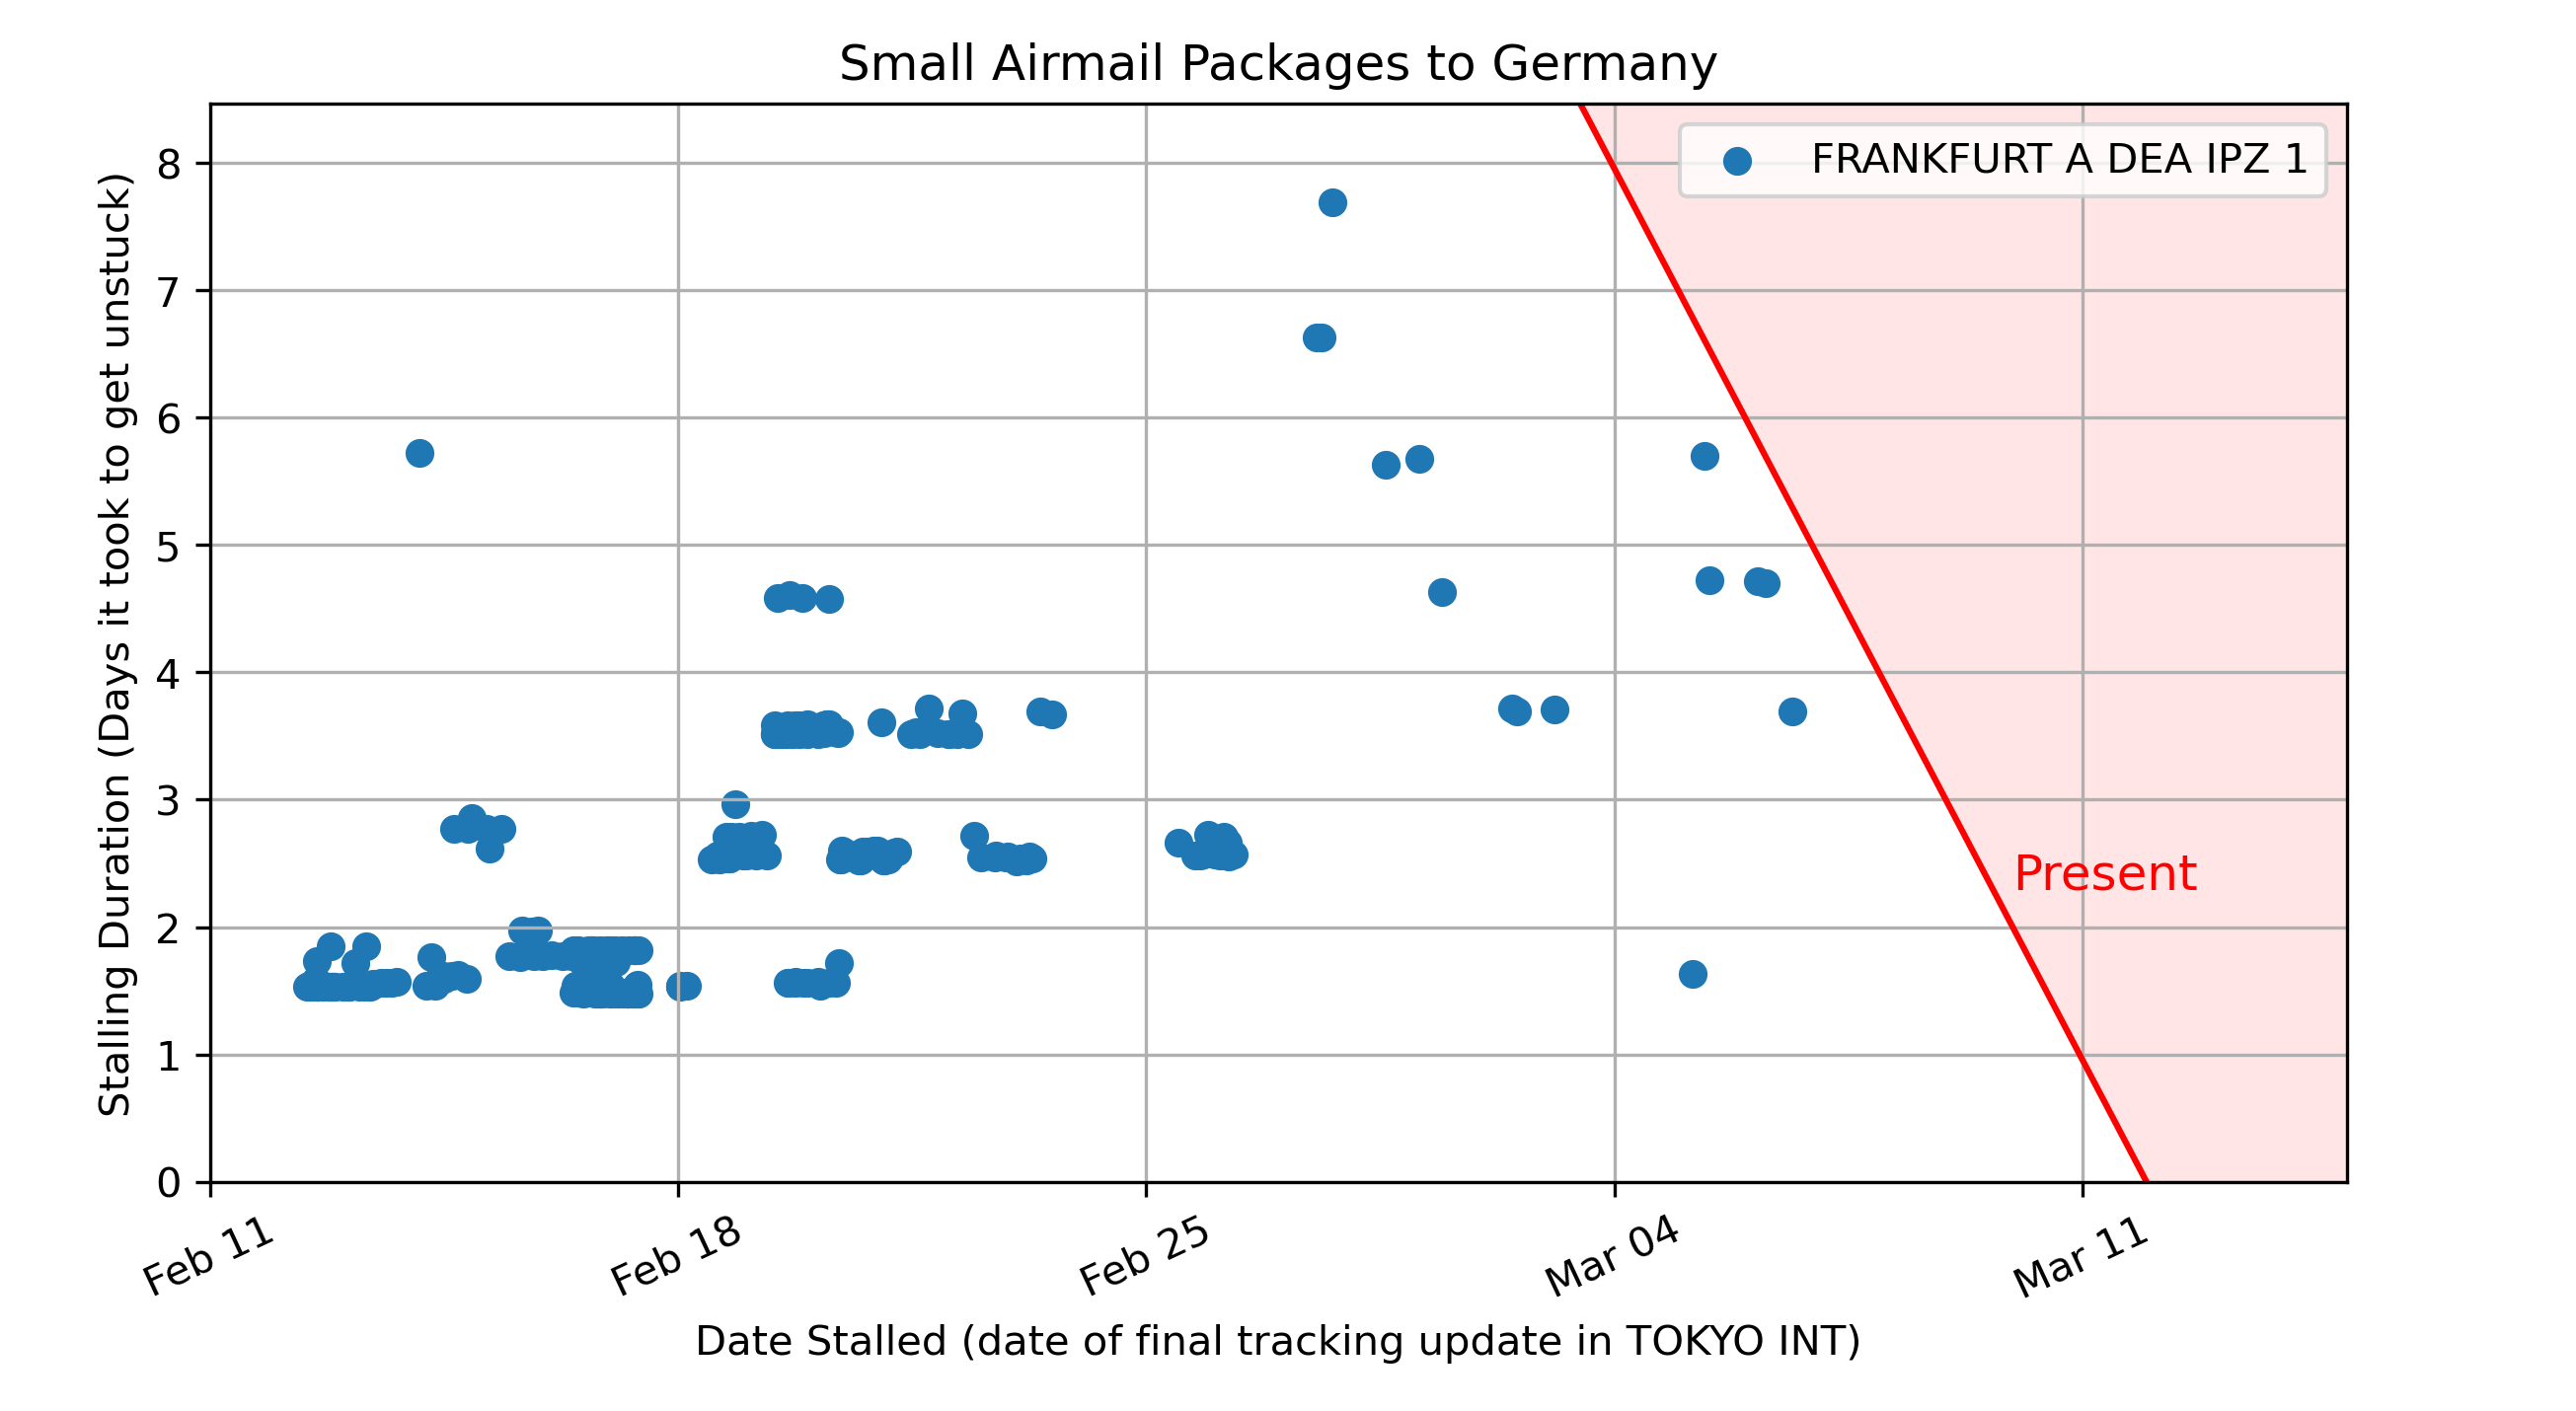 Small Airmail Packages to Germany
FRANKFURT A DEA IPZ 1
Stalling Duration (Days it took to get unstuck)
8
7
6
5
4
3
2
1
0
Present
Feb 11
Feb 18
Feb 25
Mar 04
Mar 11
Date Stalled (date of final tracking update in TOKYO INT)